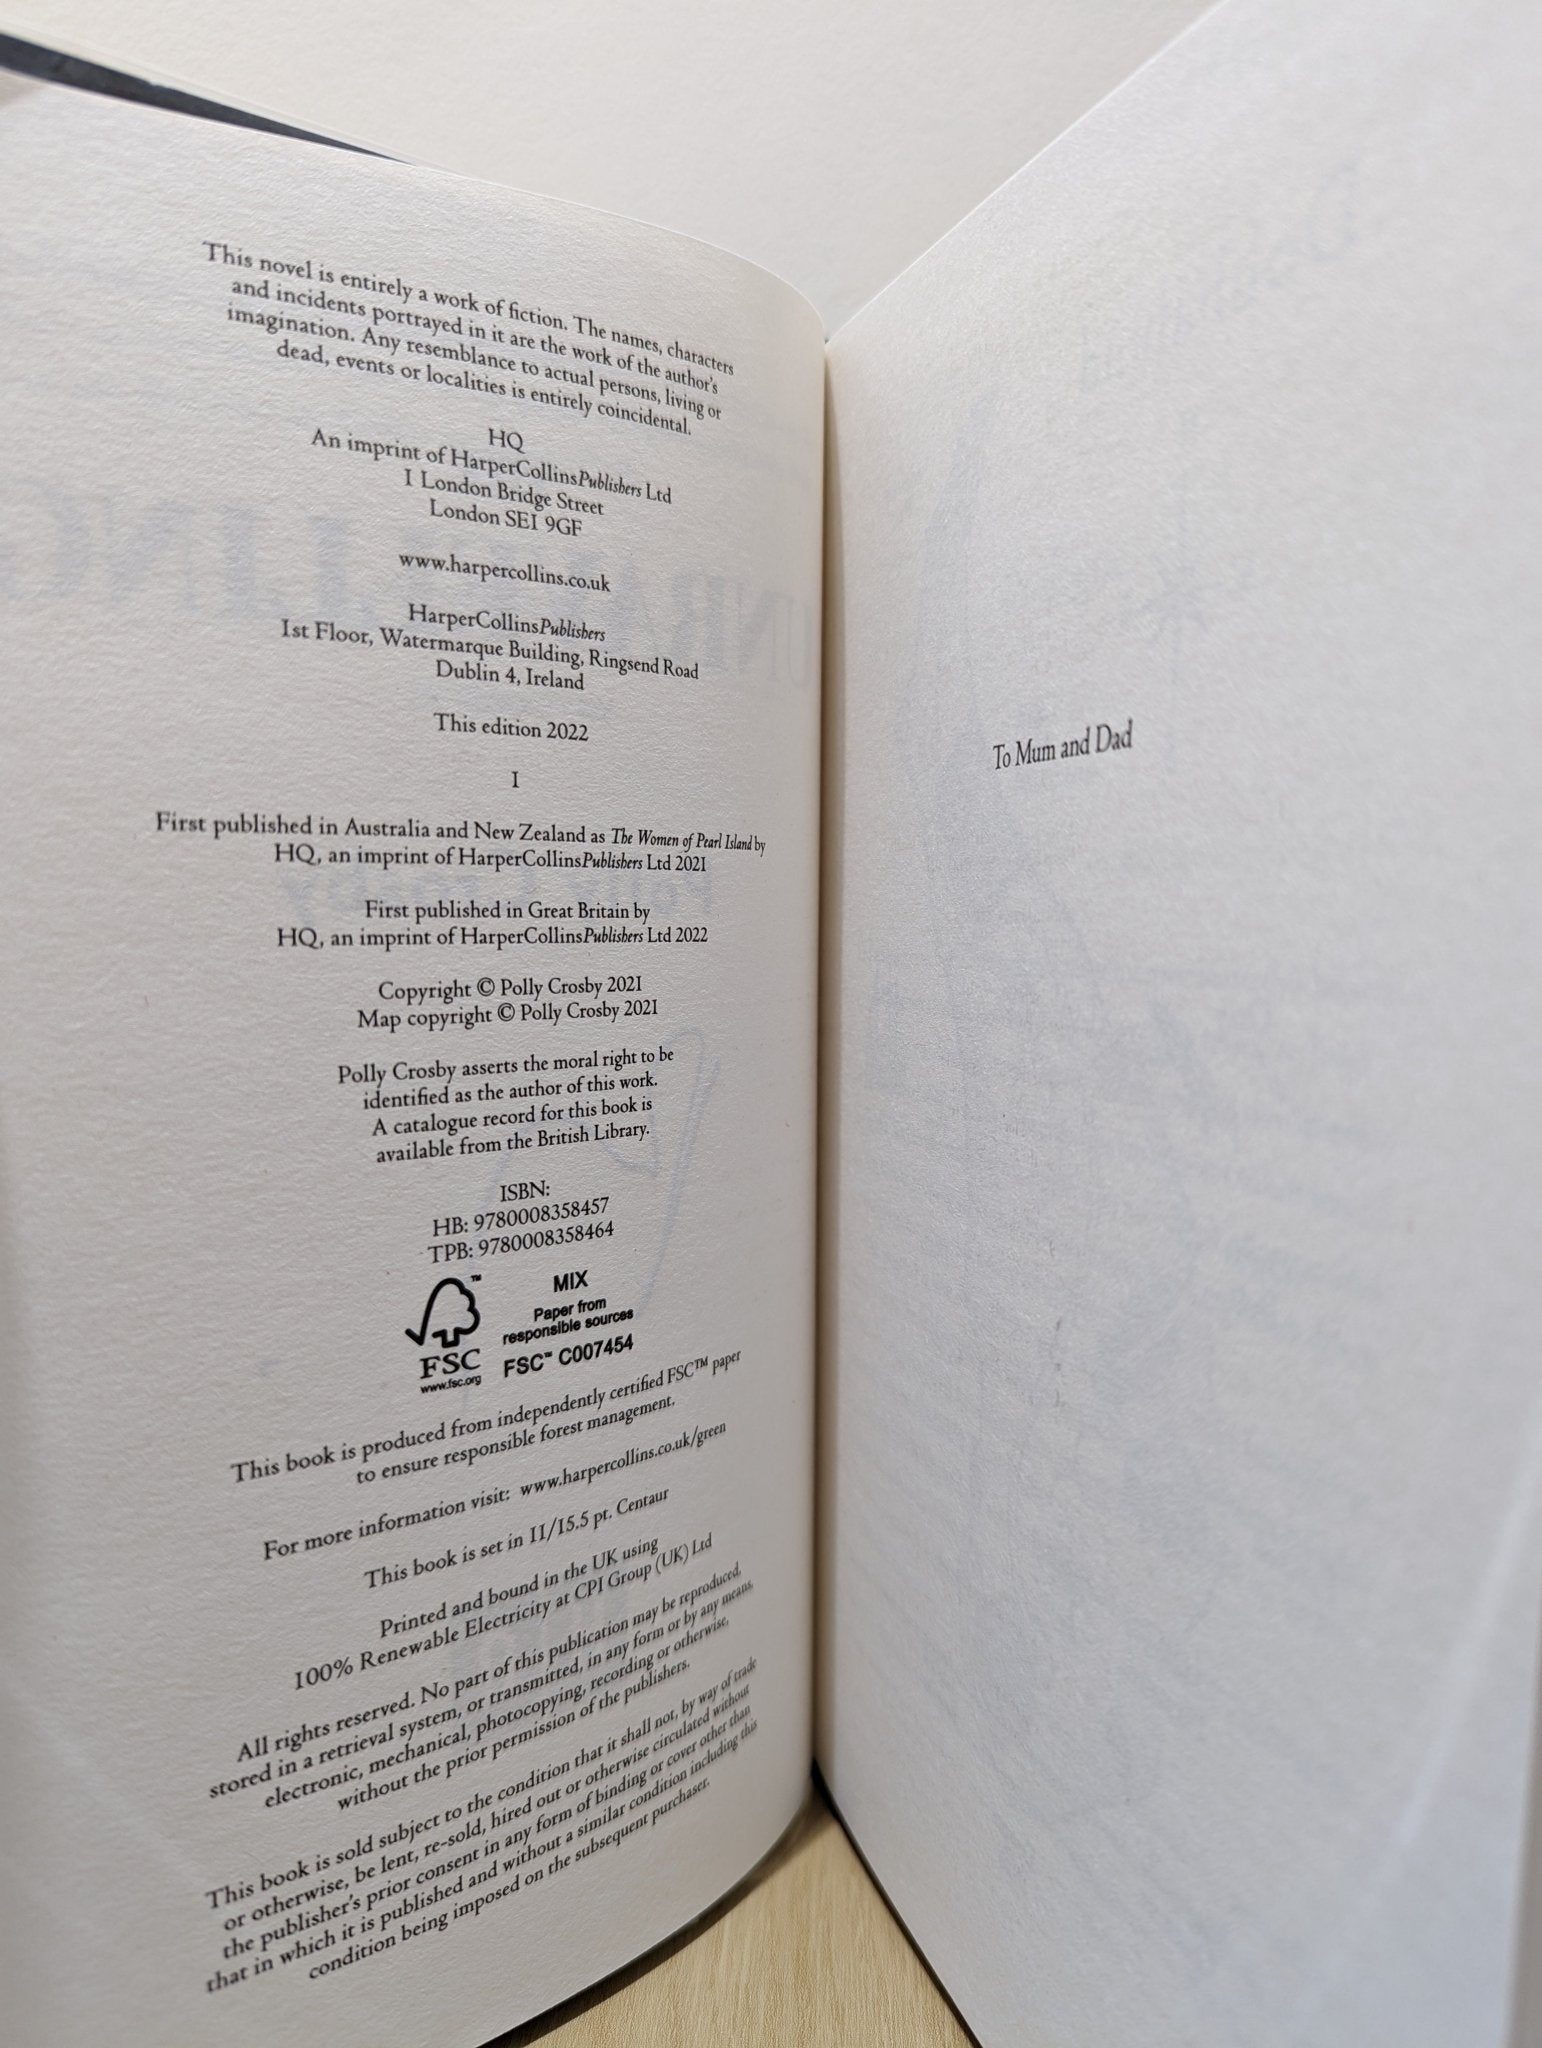 This novel is entirely a work of fiction. The names, characters
and incidents portrayed in it are the work of the author's
imagination. Any resemblance to actual persons, living or
dead, events or localities is entirely coincidental.
HQ
An imprint of HarperCollinsPublishers Ltd
1 London Bridge Street
London SE1 9GF
www.harpercollins.co.uk
HarperCollinsPublishers
1st Floor, Watermarque Building, Ringsend Road
Dublin 4, Ireland
This edition 2022
1
First published in Australia and New Zealand as The Women of Pearl Island by
HQ, an imprint of HarperCollinsPublishers Ltd 2021
First published in Great Britain by
HQ, an imprint of HarperCollinsPublishers Ltd 2022
Copyright © Polly Crosby 2021
Map copyright © Polly Crosby 2021
Polly Crosby asserts the moral right to be
identified as the author of this work.
A catalogue record for this book is
available from the British Library.
ISBN:
HB: 9780008358457
TPB: 9780008358464
MIX
Paper from
responsible sources
FSC™ C007454
™
FSC
www.fsc.org
This book is produced from independently certified FSC™ paper
to ensure responsible forest management.
For more information visit: www.harpercollins.co.uk/green
This book is set in 11/15.5 pt. Centaur
Printed and bound in the UK using
100% Renewable Electricity at CPI Group (UK) Ltd
All rights reserved. No part of this publication may be reproduced,
stored in a retrieval system, or transmitted, in any form or by any means,
electronic, mechanical, photocopying, recording or otherwise,
without the prior permission of the publishers.
This book is sold subject to the condition that it shall not, by way of trade
or otherwise, be lent, re-sold, hired out or otherwise circulated without
the publisher's prior consent in any form of binding or cover other than
that in which it is published and without a similar condition including this
condition being imposed on the subsequent purchaser.
To Mum and Dad